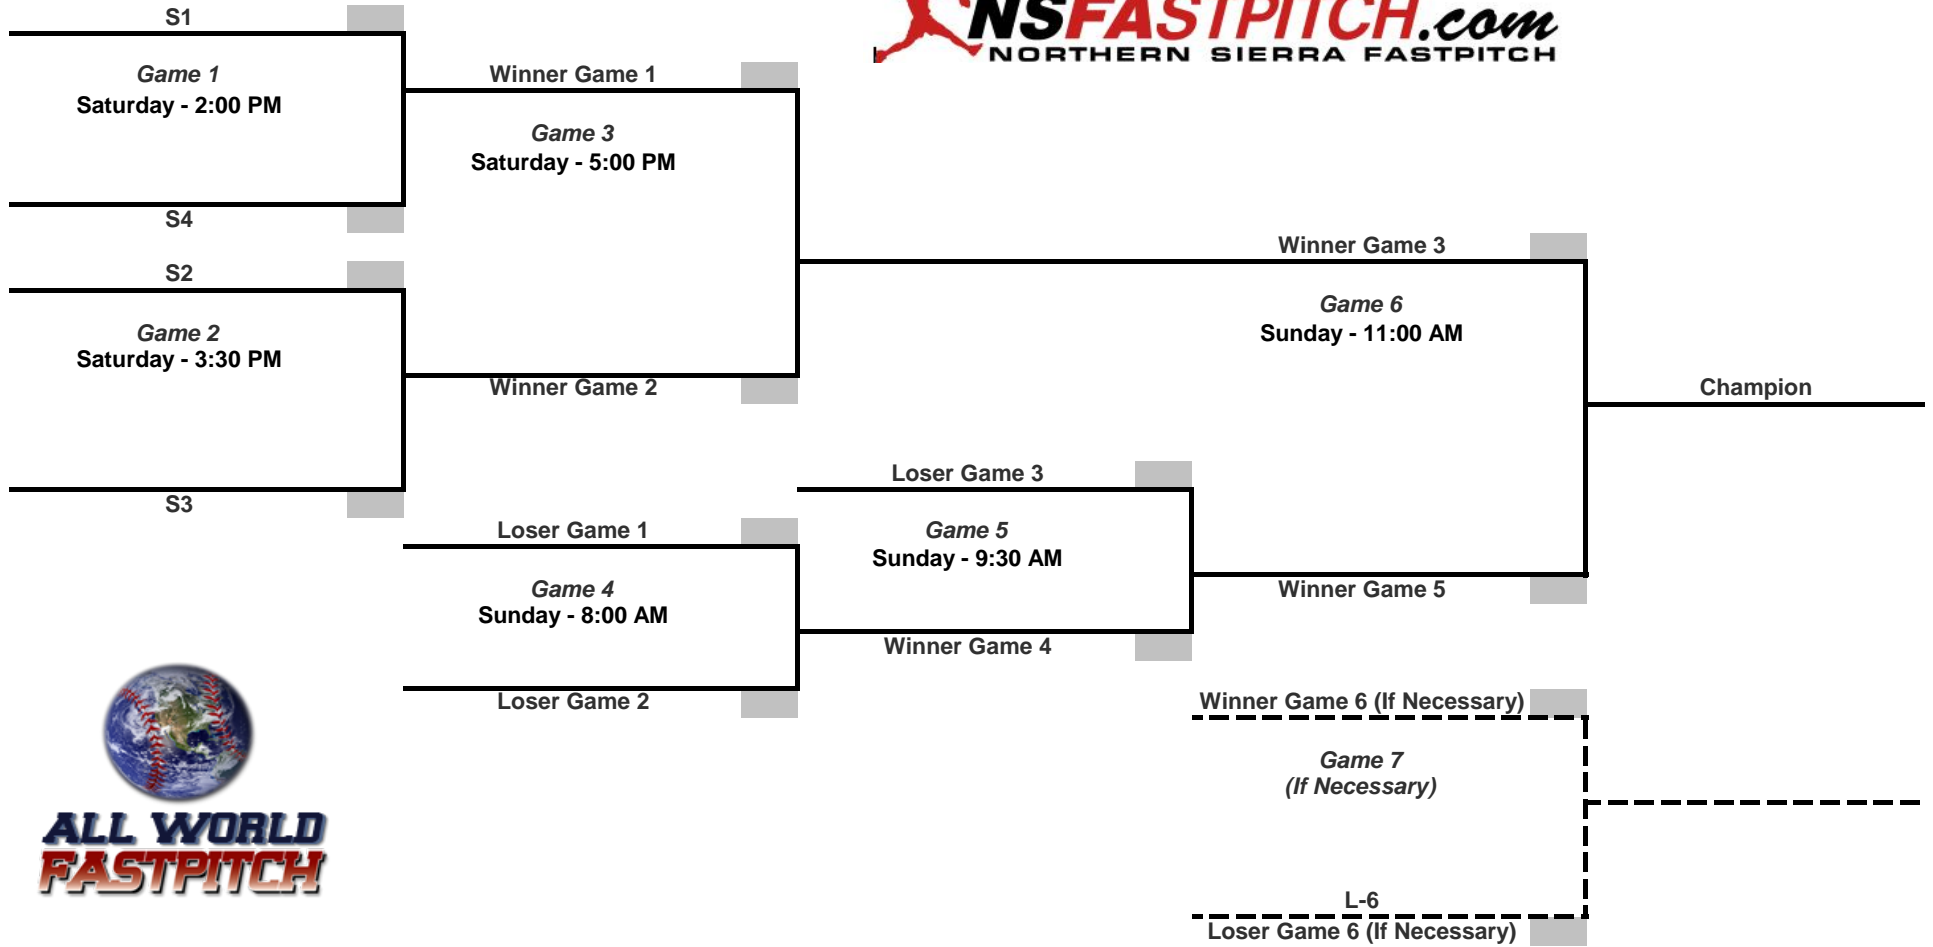 S1
NSFASTPITCH.com
NORTHERN SIERRA FASTPITCH
Game 1
Saturday - 2:00 PM
Winner Game 1
Game 3
Saturday - 5:00 PM
S4
S2
Winner Game 3
Game 2
Saturday - 3:30 PM
Game 6
Sunday - 11:00 AM
Winner Game 2
Champion
S3
Loser Game 3
Loser Game 1
Game 5
Sunday - 9:30 AM
Game 4
Sunday - 8:00 AM
Winner Game 5
Winner Game 4
Loser Game 2
Winner Game 6 (If Necessary)
Game 7
(If Necessary)
ALL WORLD
FASTPITCH
L-6
Loser Game 6 (If Necessary)